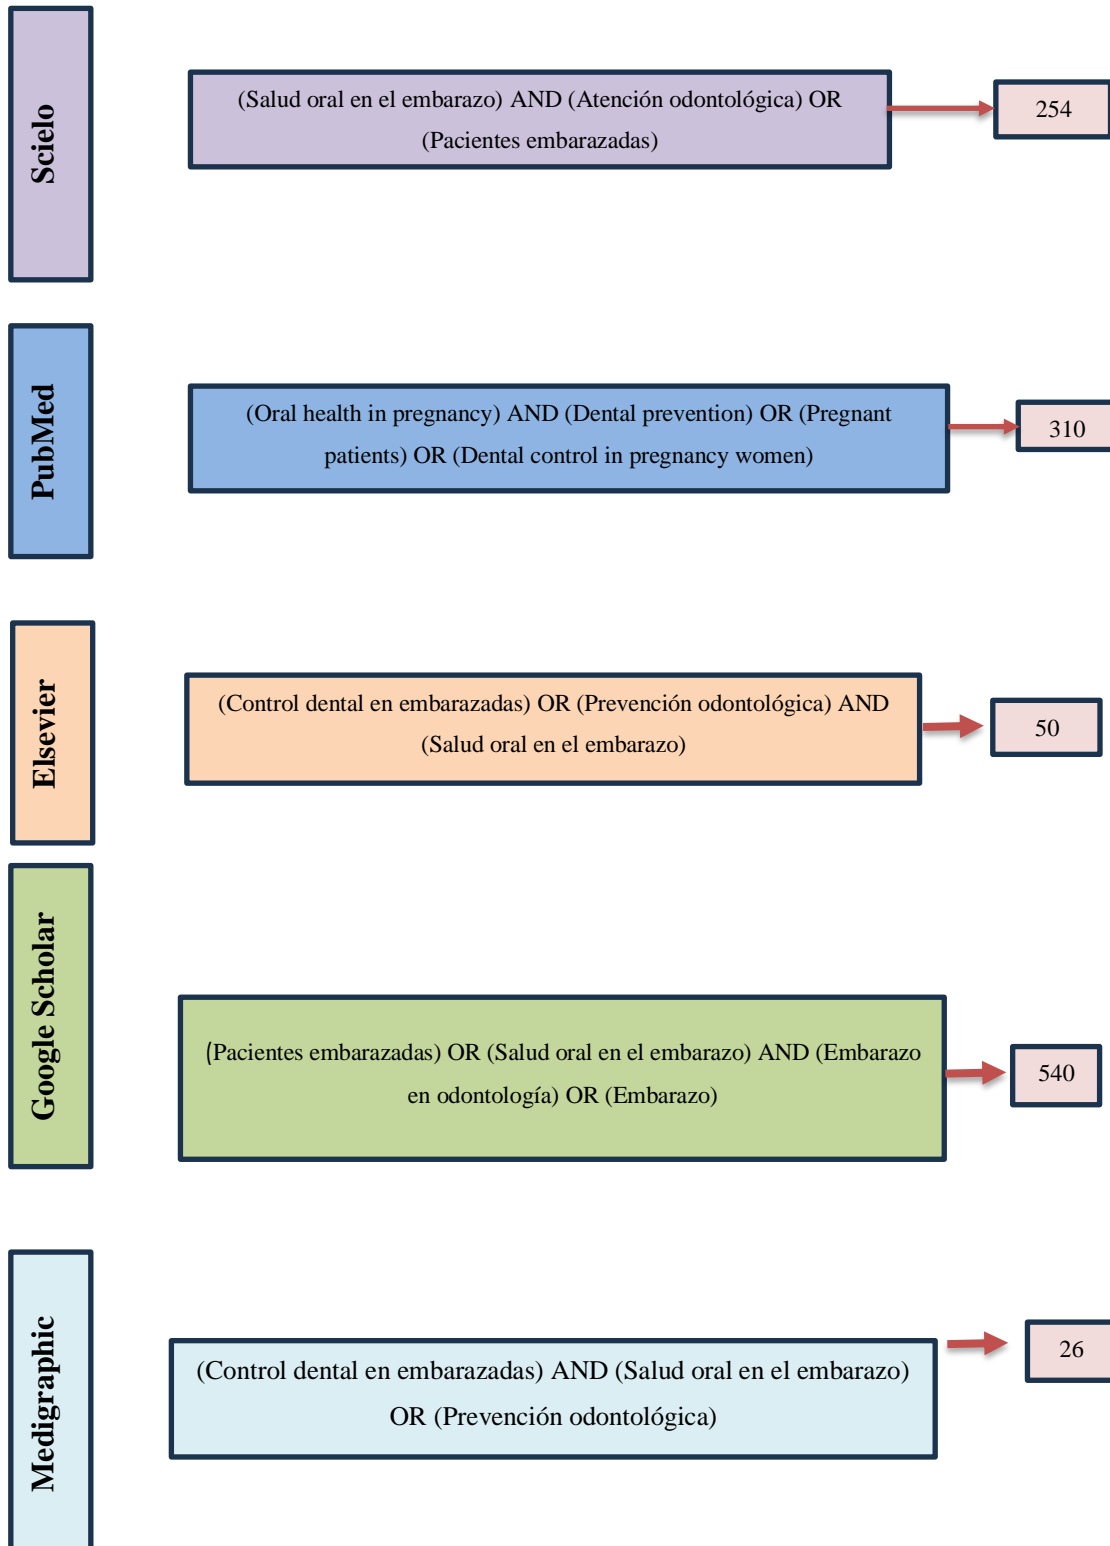 Scielo
(Salud oral en el embarazo) AND (Atención odontológica) OR
(Pacientes embarazadas)
254
PubMed
(Oral health in pregnancy) AND (Dental prevention) OR (Pregnant
patients) OR (Dental control in pregnancy women)
310
Elsevier
(Control dental en embarazadas) OR (Prevención odontológica) AND
(Salud oral en el embarazo)
50
Google Scholar
(Pacientes embarazadas) OR (Salud oral en el embarazo) AND (Embarazo
en odontología) OR (Embarazo)
540
Medigraphic
(Control dental en embarazadas) AND (Salud oral en el embarazo)
OR (Prevención odontológica)
26